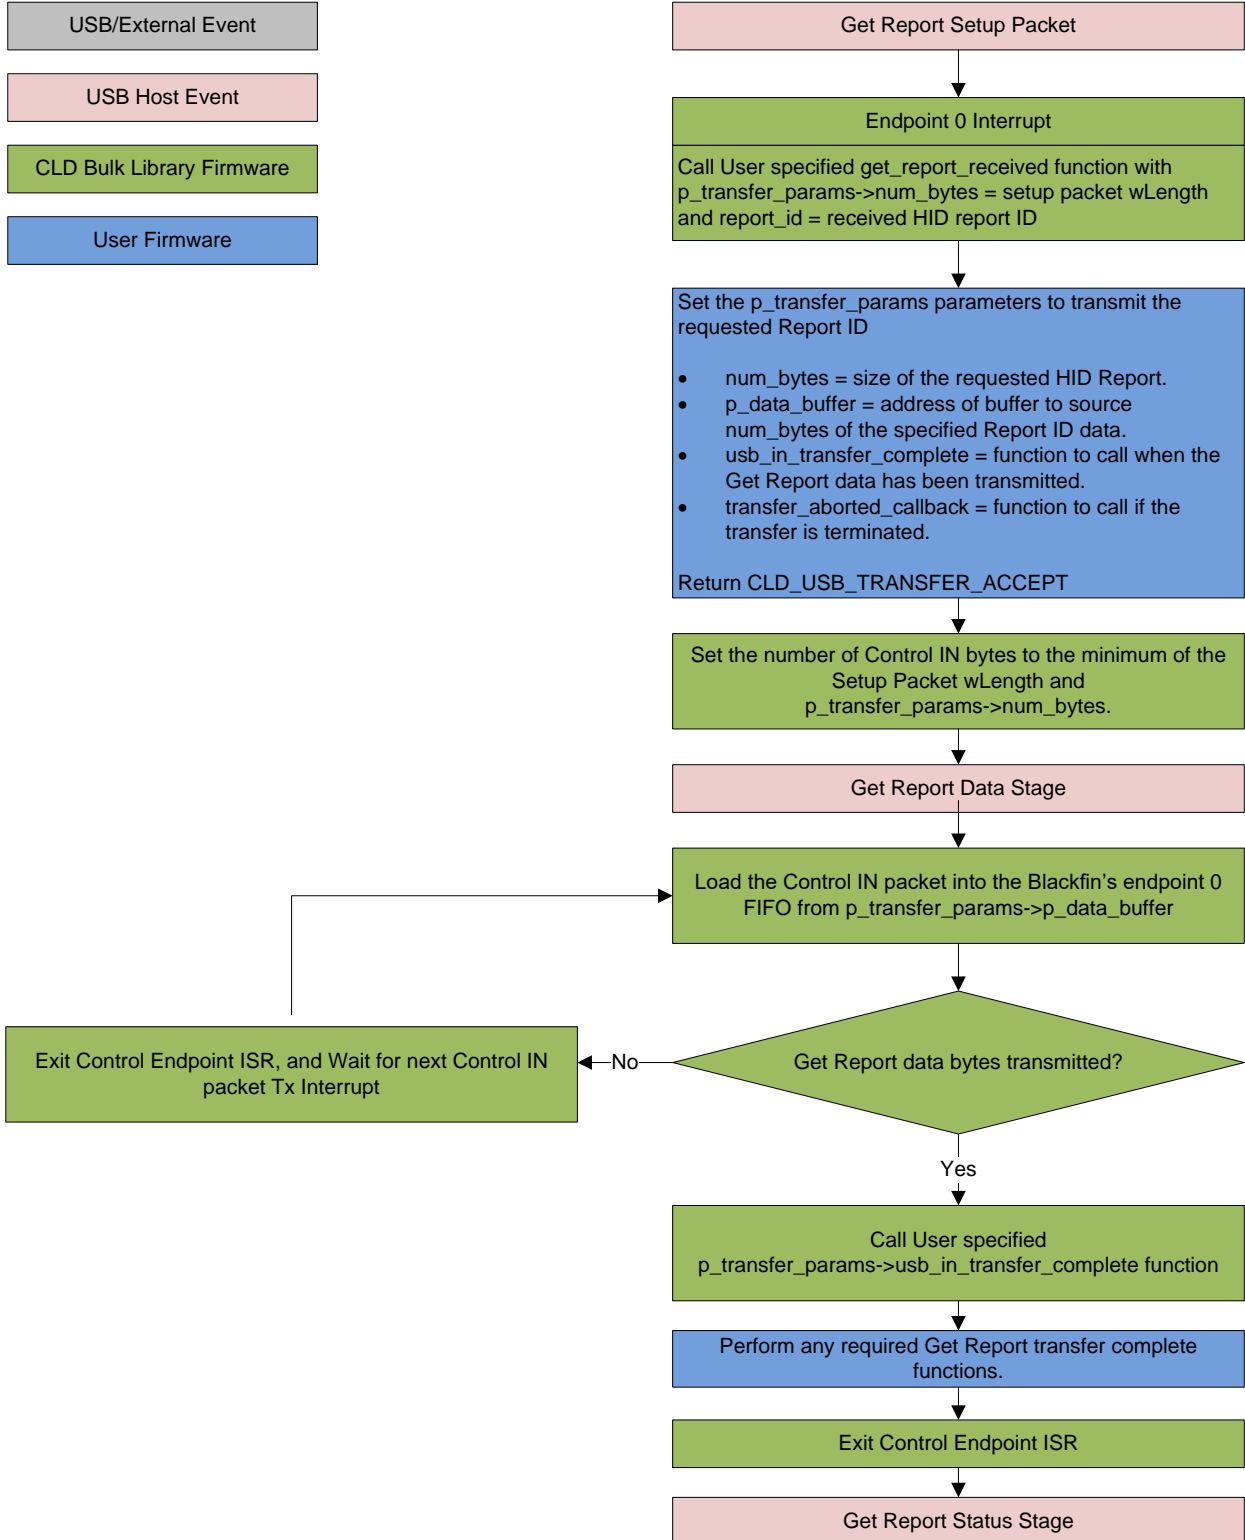 USB/External Event
USB Host Event
CLD Bulk Library Firmware
User Firmware
Get Report Setup Packet
Endpoint 0 Interrupt
Call User specified get_report_received function with
p_transfer_params->num_bytes = setup packet wLength
and report_id = received HID report ID
Set the p_transfer_params parameters to transmit the
requested Report ID
• num_bytes = size of the requested HID Report.
• p_data_buffer = address of buffer to source
num_bytes of the specified Report ID data.
• usb_in_transfer_complete = function to call when the
Get Report data has been transmitted.
• transfer_aborted_callback = function to call if the
transfer is terminated.
Return CLD_USB_TRANSFER_ACCEPT
Set the number of Control IN bytes to the minimum of the
Setup Packet wLength and
p_transfer_params->num_bytes.
Get Report Data Stage
Load the Control IN packet into the Blackfin's endpoint 0
FIFO from p_transfer_params->p_data_buffer
Get Report data bytes transmitted?
No
Exit Control Endpoint ISR, and Wait for next Control IN
packet Tx Interrupt
Yes
Call User specified
p_transfer_params->usb_in_transfer_complete function
Perform any required Get Report transfer complete
functions.
Exit Control Endpoint ISR
Get Report Status Stage